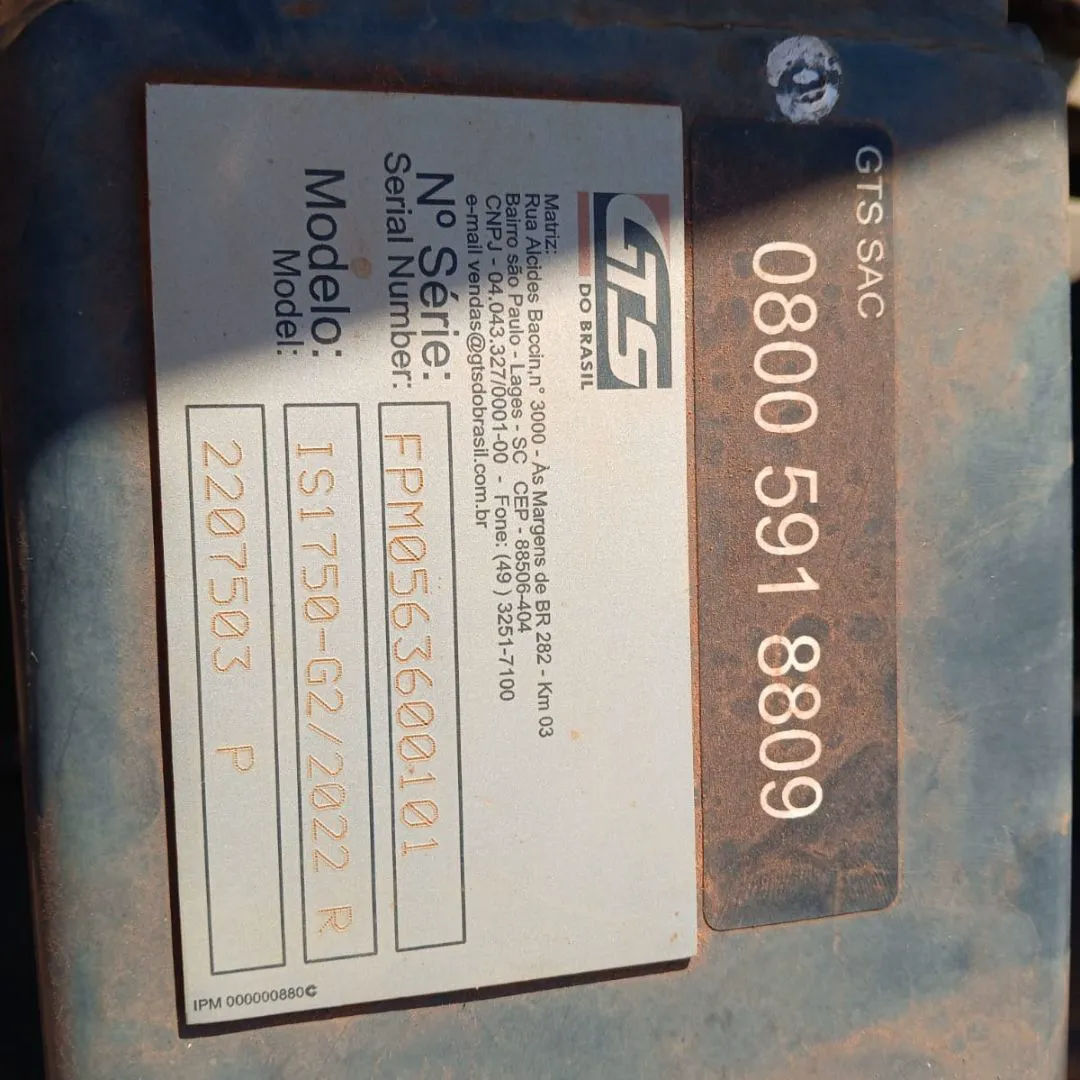 GTS SAC
0800 591 8809
GTS
DO BRASIL
Matriz:
Rua Alcides Baccin,n° 3000 - Às Margens de BR 282 - Km 03
Bairro são Paulo - Lages - SC CEP - 88506-404
CNPJ - 04.043.327/0001-00 - Fone: (49 ) 3251-7100
e-mail vendas@gtsdobrasil.com.br
Nº Série: FPM0563600101
Serial Number:
Modelo: IS1750-G2/2022 R
Model:
2207503 P
IPM 000000880C